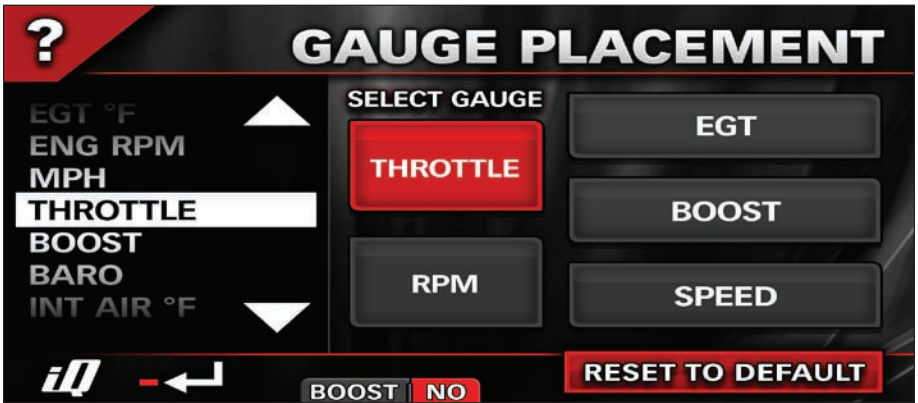 ?
GAUGE PLACEMENT
EGT °F
ENG RPM
MPH
THROTTLE
BOOST
BARO
INT AIR °F
SELECT GAUGE
THROTTLE
RPM
EGT
BOOST
SPEED
iQ
BOOST NO
RESET TO DEFAULT